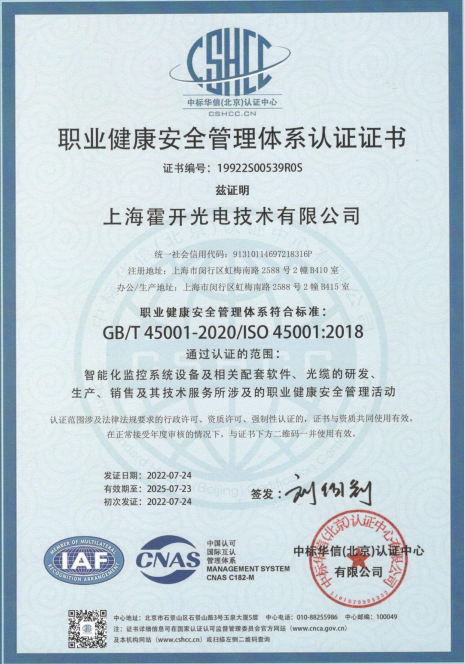 CSHCC
中标华信(北京)认证中心
CSHCC.CN
职业健康安全管理体系认证证书
证书编号：19922S00539R0S
兹证明
上海霍开光电技术有限公司
统一社会信用代码：91310114697218316P
注册地址：上海市闵行区虹梅南路 2588 号 2 幢 B410 室
办公/生产地址：上海市闵行区虹梅南路 2588 号 2 幢 B415 室
职业健康安全管理体系符合标准：
GB/T 45001-2020/ISO 45001:2018
通过认证的范围：
智能化监控系统设备及相关配套软件、光缆的研发、
生产、销售及其技术服务所涉及的职业健康安全管理活动
认证范围涉及法律法规要求的行政许可、资质许可、强制性认证的，证书与资质共同使用有效。
在正常接受年度审核的情况下，与证书下方二维码一并使用有效。
发证日期：2022-07-24
有效期至：2025-07-23
初次发证：2022-07-24
签发：
MEMBER OF MULTILATERAL
IAF
RECOGNITION ARRANGEMENT
CNAS
中国认可
国际互认
管理体系
MANAGEMENT SYSTEM
CNAS C182-M
中标华信(北京)认证中心
有限公司
中心地址：北京市石景山区石景山路3号玉泉大厦5层 中心电话：010-88255986 中心邮编：100049
注：证书详细信息可在国家认证认可监督管理委员会官方网站（www.cnca.gov.cn）
及本机构网站（www.cshcc.cn）或扫描左侧二维码查询